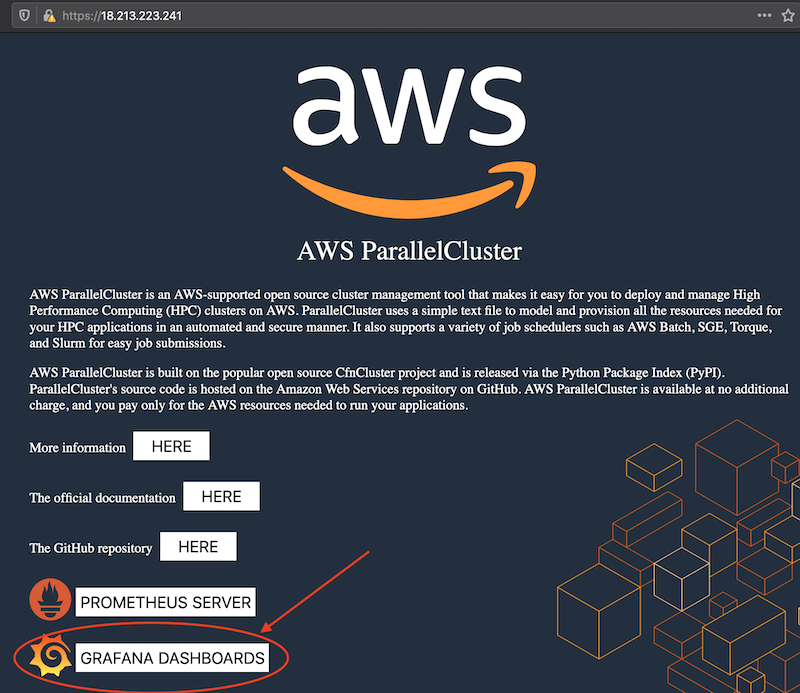 https://18.213.223.241
aws
AWS ParallelCluster
AWS ParallelCluster is an AWS-supported open source cluster management tool that makes it easy for you to deploy and manage High
Performance Computing (HPC) clusters on AWS. ParallelCluster uses a simple text file to model and provision all the resources needed for
your HPC applications in an automated and secure manner. It also supports a variety of job schedulers such as AWS Batch, SGE, Torque,
and Slurm for easy job submissions.
AWS ParallelCluster is built on the popular open source CfnCluster project and is released via the Python Package Index (PyPI).
ParallelCluster's source code is hosted on the Amazon Web Services repository on GitHub. AWS ParallelCluster is available at no additional
charge, and you pay only for the AWS resources needed to run your applications.
More information HERE
The official documentation HERE
The GitHub repository HERE
PROMETHEUS SERVER
GRAFANA DASHBOARDS